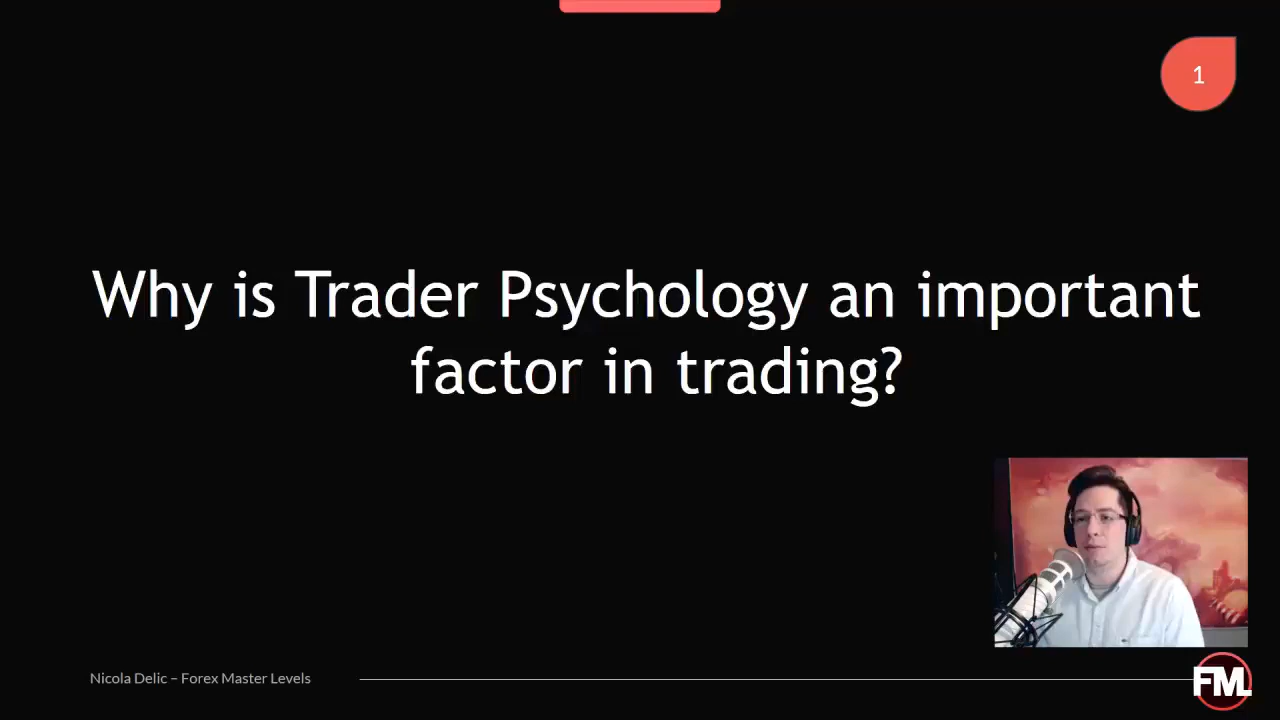 1
Why is Trader Psychology an important
factor in trading?
Nicola Delic – Forex Master Levels
FML